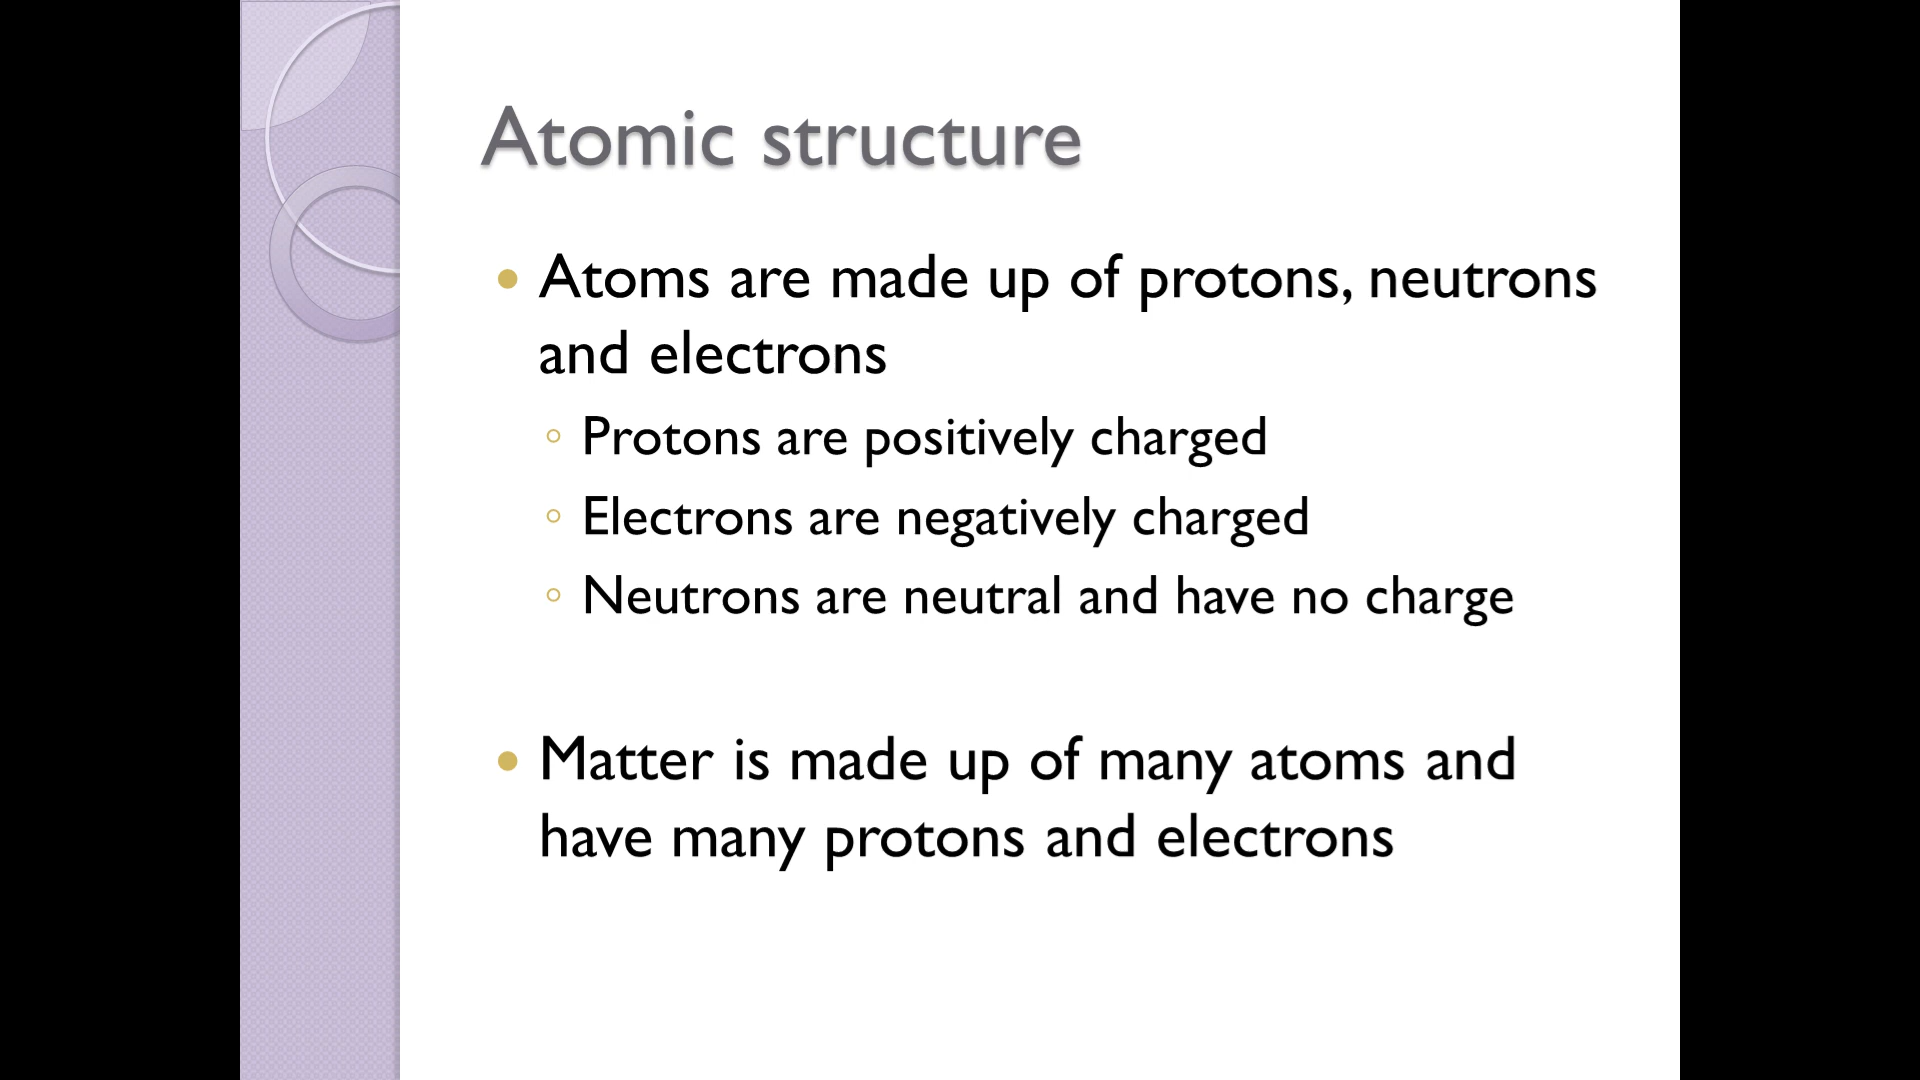 Atomic structure
• Atoms are made up of protons, neutrons
and electrons
◦ Protons are positively charged
◦ Electrons are negatively charged
◦ Neutrons are neutral and have no charge
• Matter is made up of many atoms and
have many protons and electrons